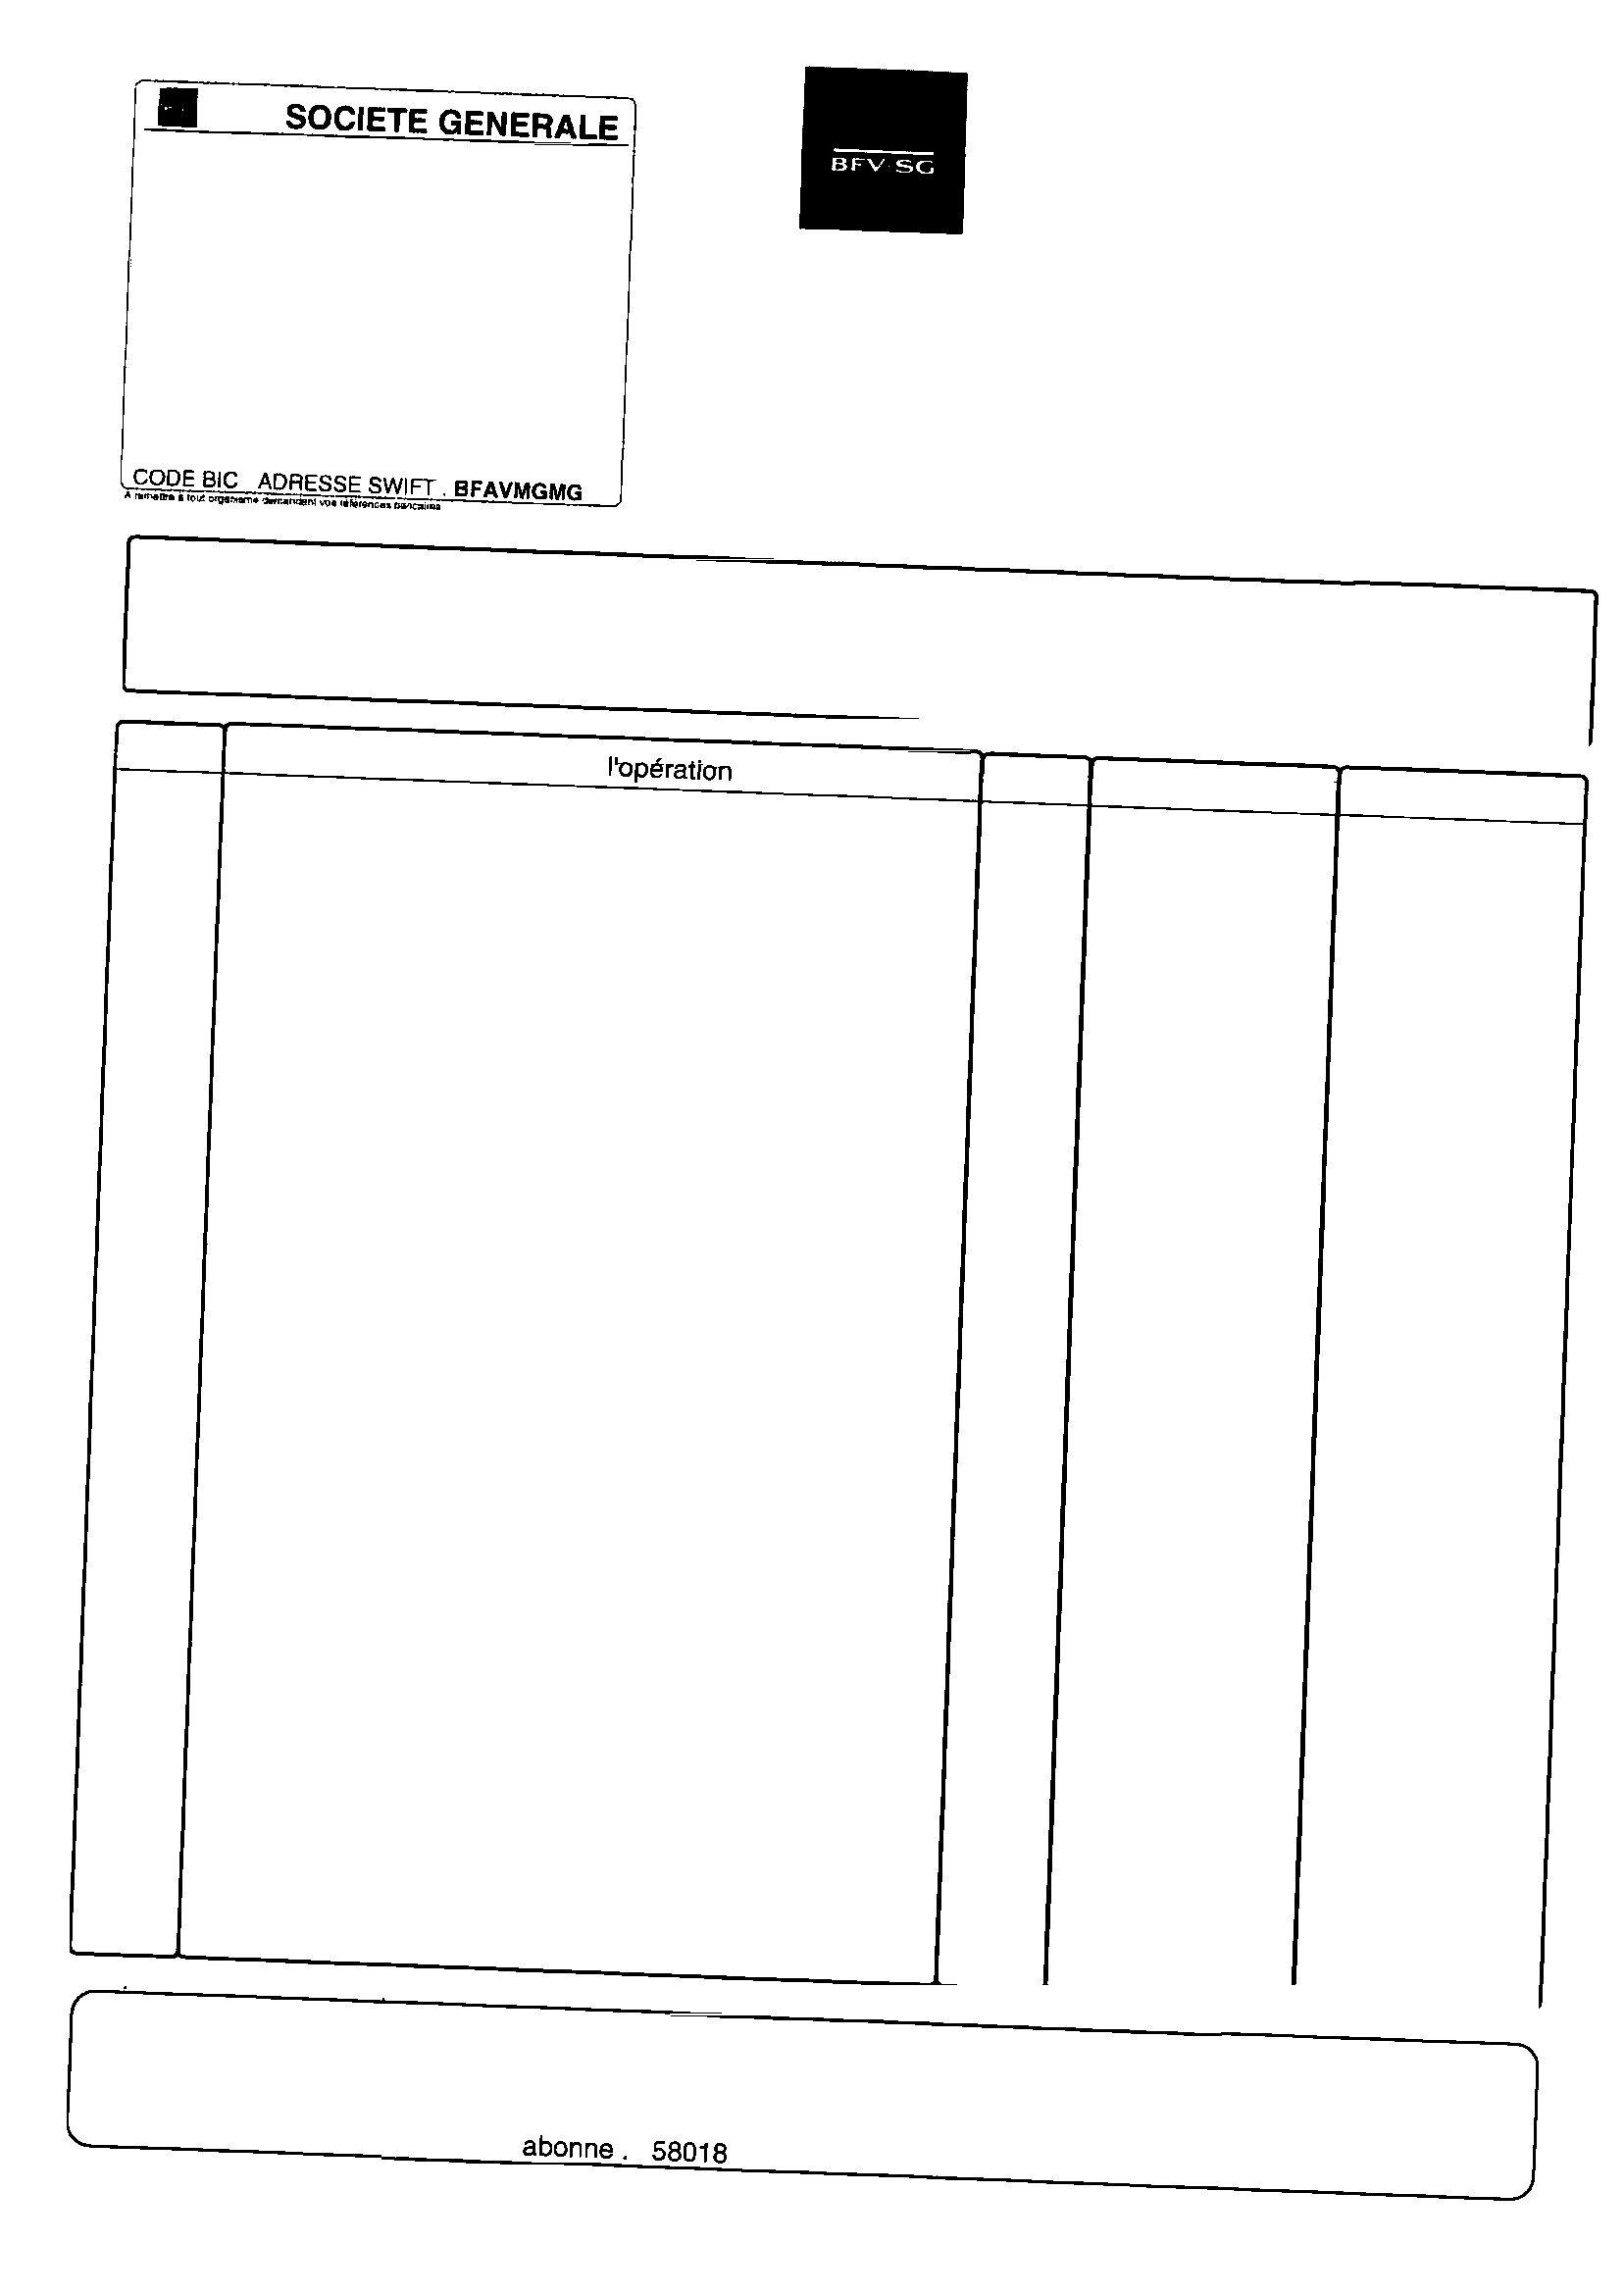 SOCIETE GENERALE
BFV-SG
CODE BIC ADRESSE SWIFT . BFAVMGMG
A remettre à tout organisme demandant vos références bancaires
l'opération
abonne . 58018